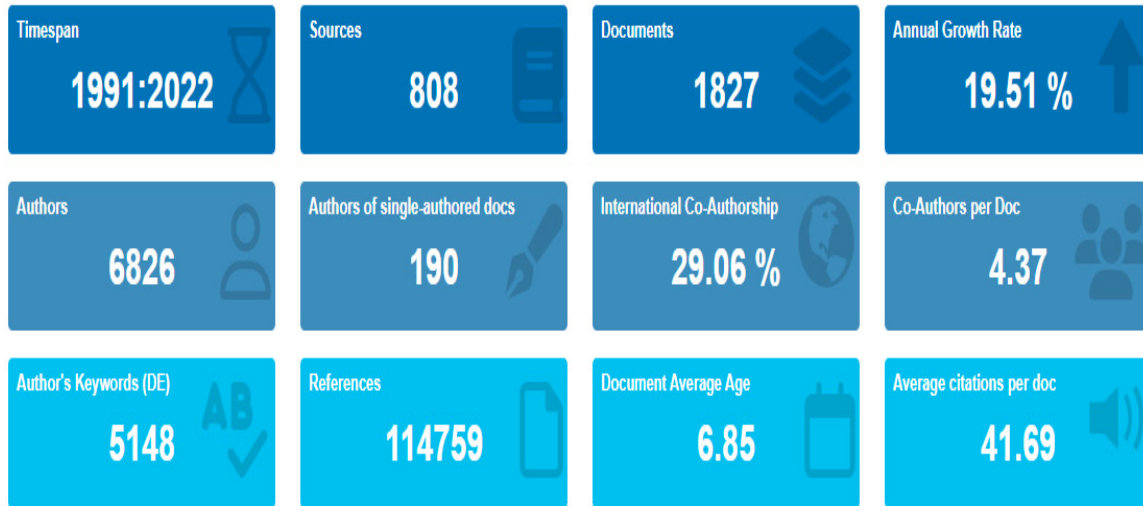 Timespan
1991:2022
Sources
808
Documents
1827
Annual Growth Rate
19.51 %
Authors
6826
Authors of single-authored docs
190
International Co-Authorship
29.06 %
Co-Authors per Doc
4.37
Author's Keywords (DE)
5148
AB
References
114759
Document Average Age
6.85
Average citations per doc
41.69